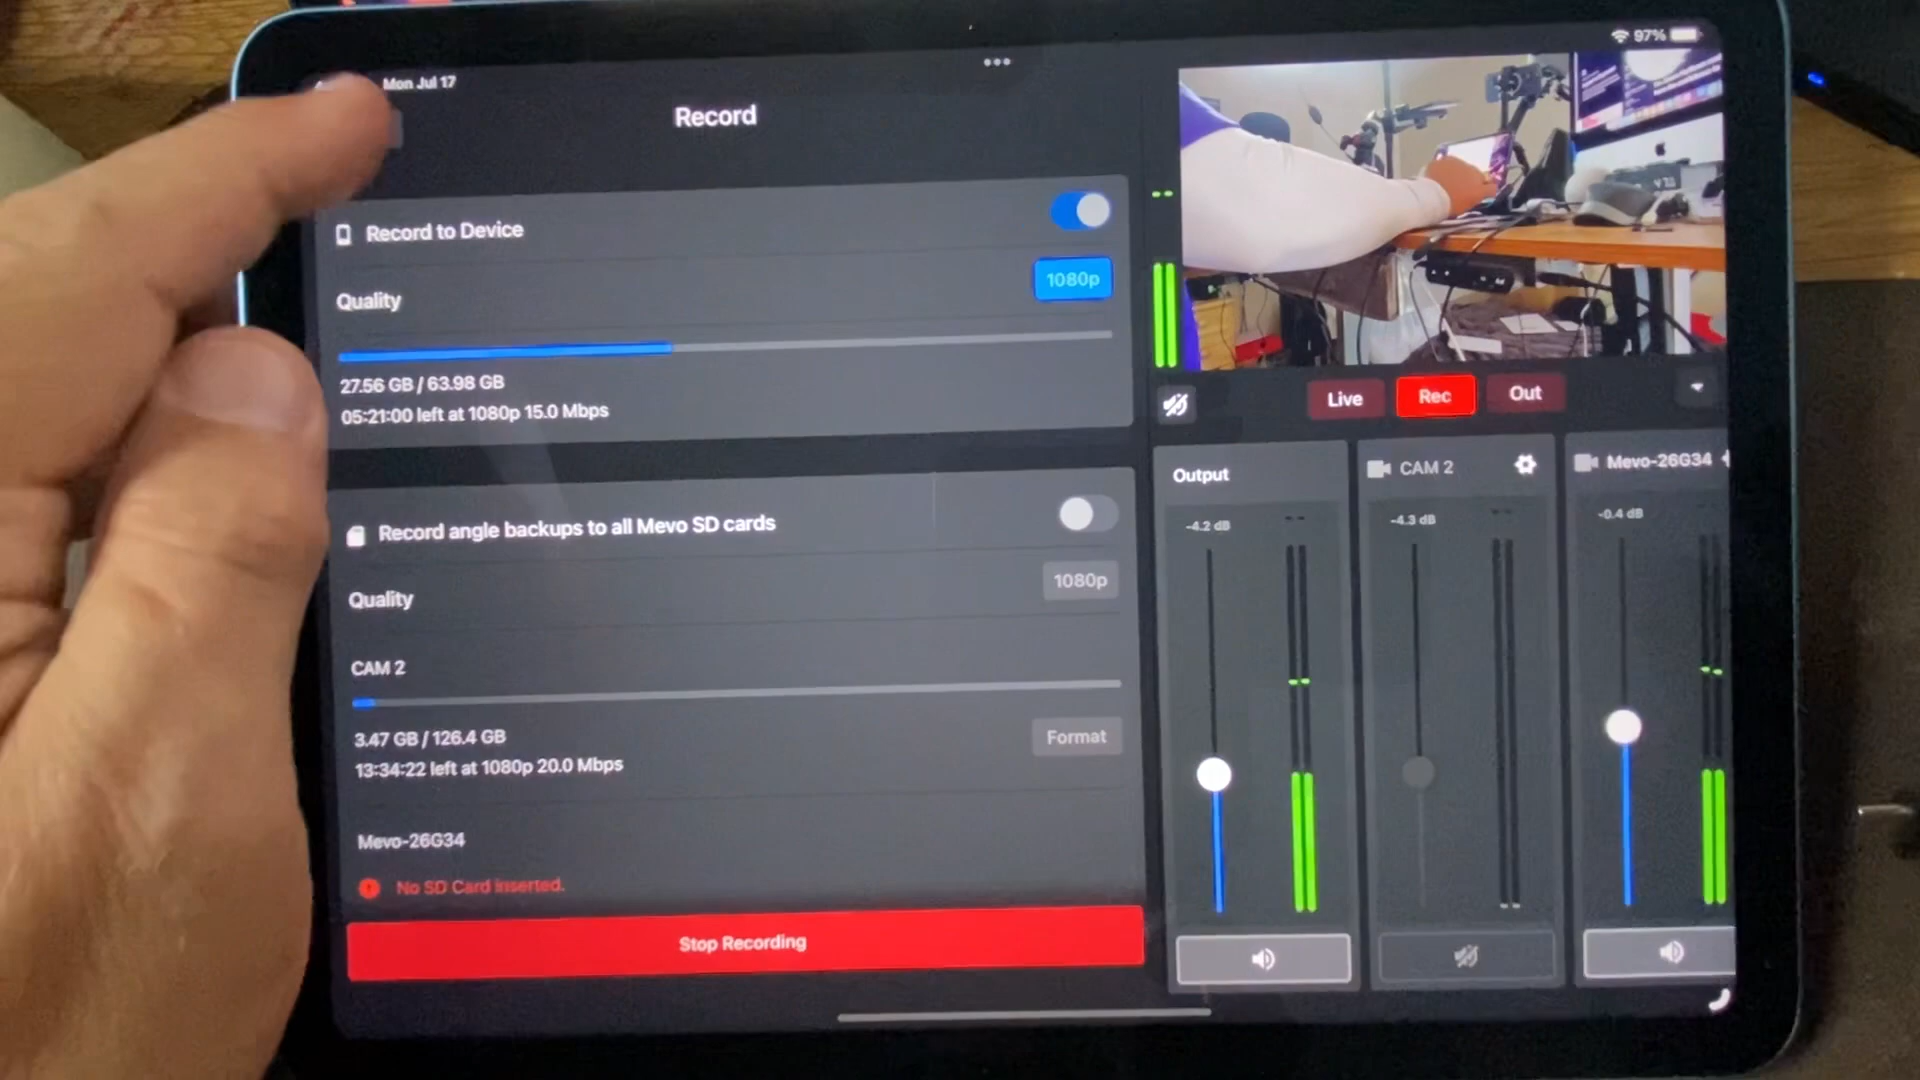 Mon Jul 17
97%
Record
Record to Device
Quality
1080p
27.56 GB / 63.98 GB
05:21:00 left at 1080p 15.0 Mbps
Record angle backups to all Mevo SD cards
Quality
1080p
CAM 2
3.47 GB / 126.4 GB
13:34:22 left at 1080p 20.0 Mbps
Format
Mevo-26G34
No SD Card inserted.
Stop Recording
Live
Rec
Out
Output
-4.2 dB
CAM 2
-4.3 dB
Mevo-26G34
-0.4 dB